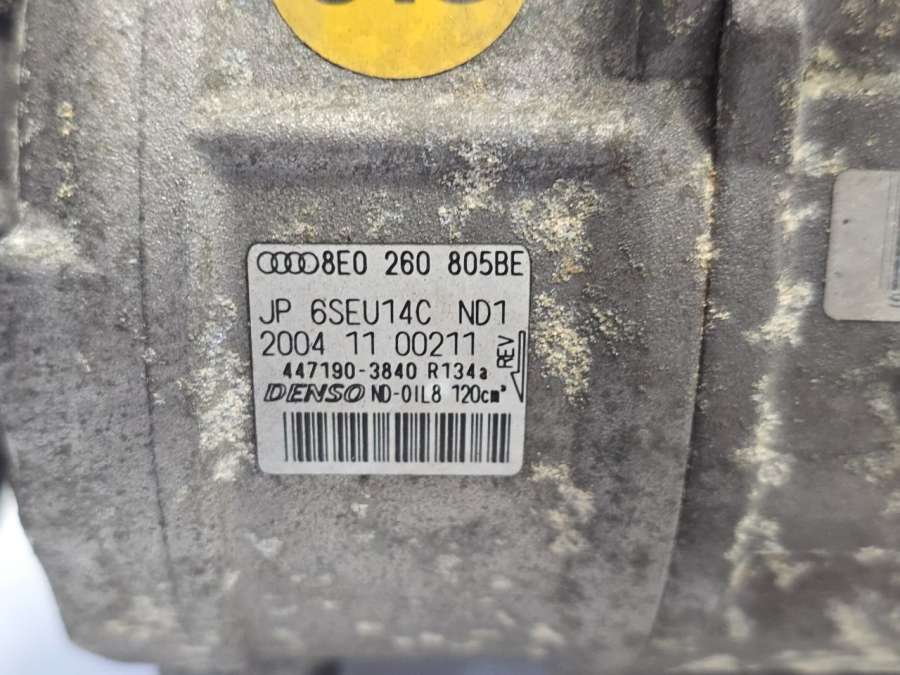 8E0 260 805BE
JP 6SEU14C ND1
2004 11 00211
REV
447190-3840 R134a
DENSO ND-OIL8 120cm³